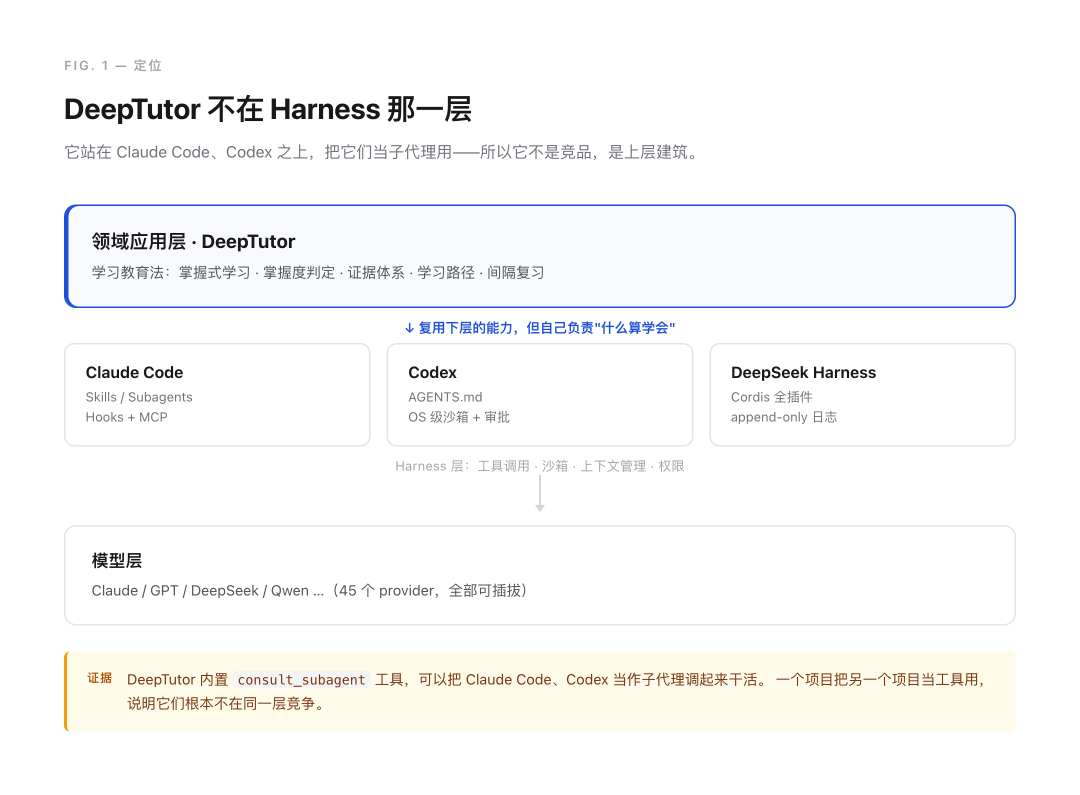 FIG. 1 — 定位
DeepTutor 不在 Harness 那一层
它站在 Claude Code、Codex 之上，把它们当子代理用——所以它不是竞品，是上层建筑。
领域应用层 · DeepTutor
学习教育法：掌握式学习 · 掌握度判定 · 证据体系 · 学习路径 · 间隔复习
↓ 复用下层的能力，但自己负责"什么算学会"
Claude Code
Skills / Subagents
Hooks + MCP
Codex
AGENTS.md
OS 级沙箱 + 审批
DeepSeek Harness
Cordis 全插件
append-only 日志
Harness 层：工具调用 · 沙箱 · 上下文管理 · 权限
模型层
Claude / GPT / DeepSeek / Qwen ...（45 个 provider，全部可插拔）
证据
DeepTutor 内置 consult_subagent 工具，可以把 Claude Code、Codex 当作子代理调起来干活。 一个项目把另一个项目当工具用，
说明它们根本不在同一层竞争。